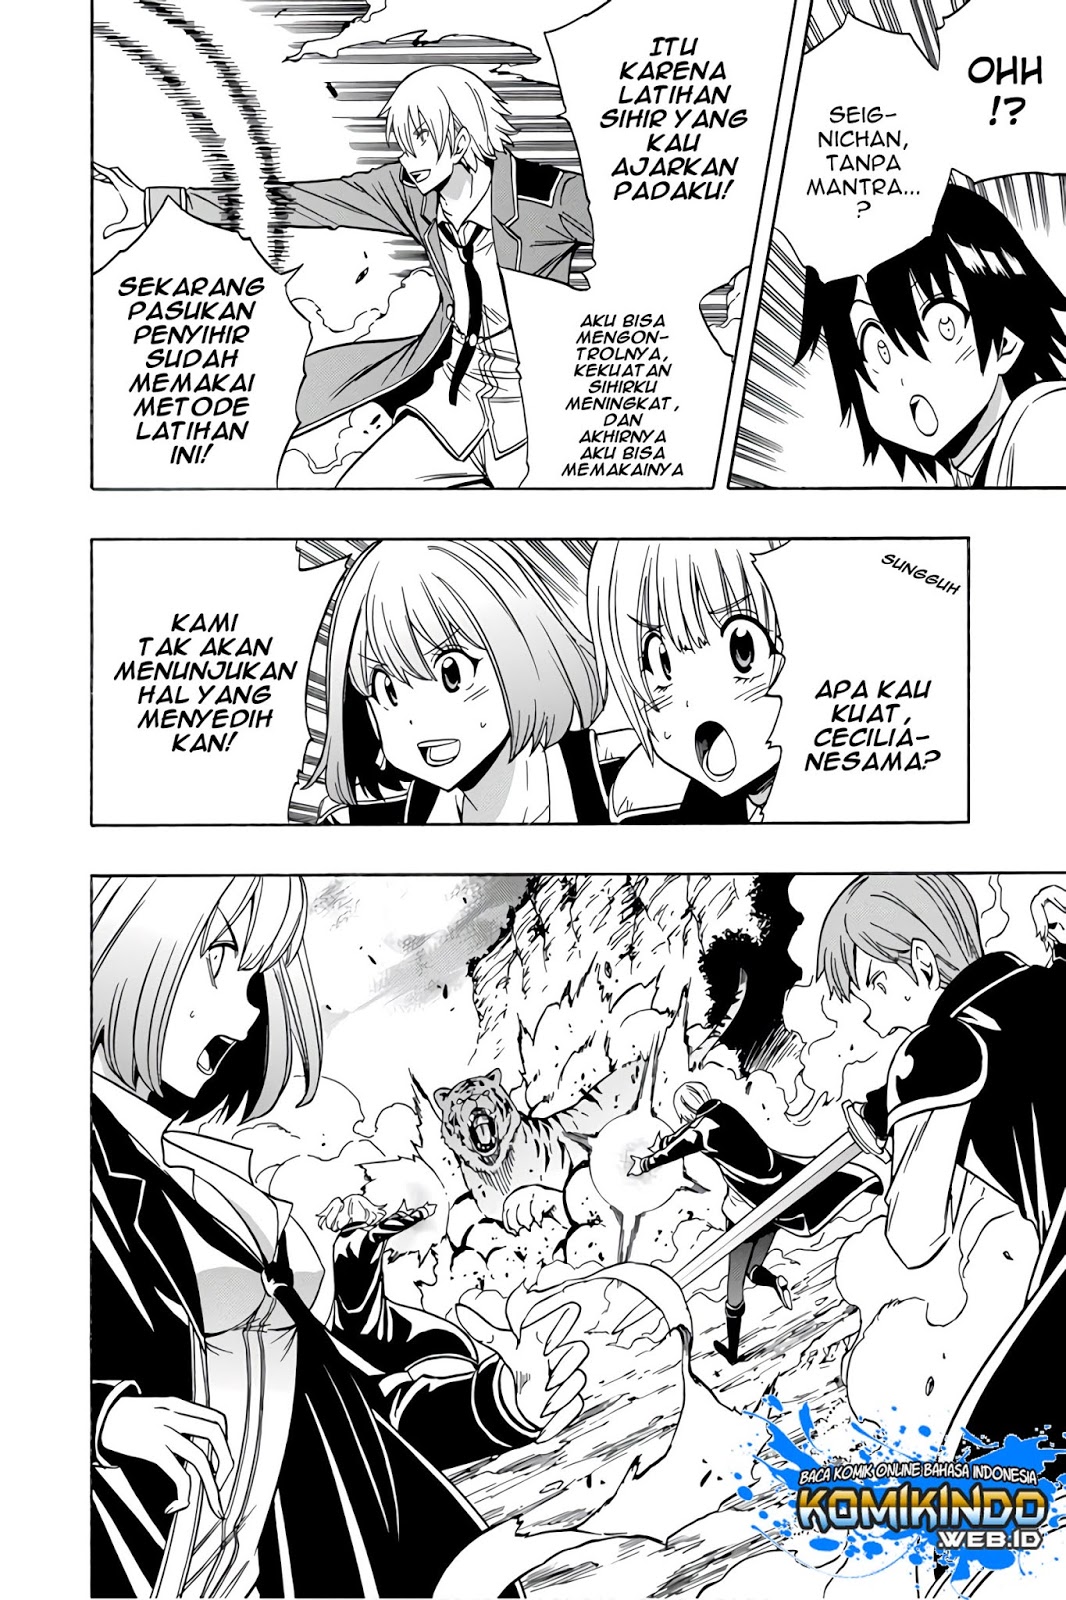 OHH
!?
SEIG-
NICHAN,
TANPA
MANTRA...
?
ITU
KARENA
LATIHAN
SIHIR YANG
KAU
AJARKAN
PADAKU!
AKU BISA
MENGON-
TROLNYA,
KEKUATAN
SIHIRKU
MENINGKAT,
DAN
AKHIRNYA
AKU BISA
MEMAKAINYA
SEKARANG
PASUKAN
PENYIHIR
SUDAH
MEMAKAI
METODE
LATIHAN
INI!
SUNGGUH
APA KAU
KUAT,
CECILIA-
NESAMA?
KAMI
TAK AKAN
MENUNJUKAN
HAL YANG
MENYEDIH
KAN!
BACA KOMIK ONLINE BAHASA INDONESIA
KOMIKINDO
.WEB.ID